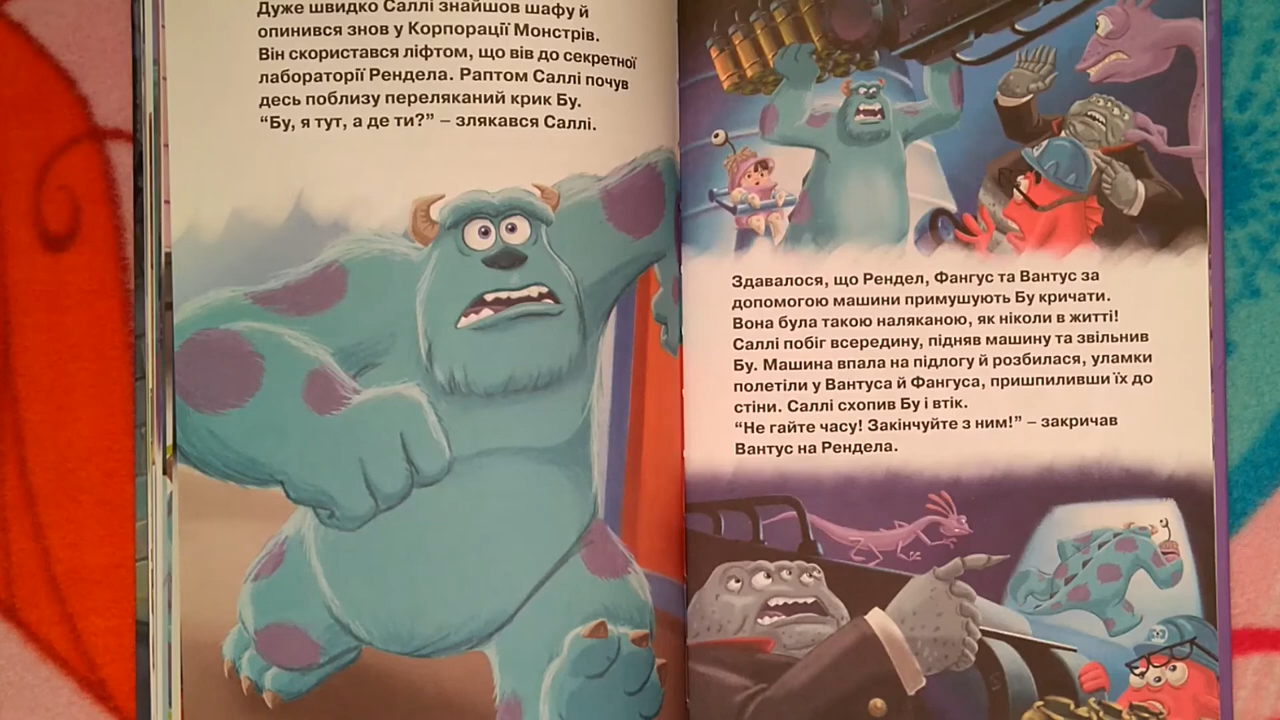 Дуже швидко Саллі знайшов шафу й
опинився знов у Корпорації Монстрів.
Він скористався ліфтом, що вів до секретної
лабораторії Рендела. Раптом Саллі почув
десь поблизу переляканий крик Бу.
“Бу, я тут, а де ти?” – злякався Саллі.
Здавалося, що Рендел, Фангус та Вантус за
допомогою машини примушують Бу кричати.
Вона була такою наляканою, як ніколи в житті!
Саллі побіг всередину, підняв машину та звільнив
Бу. Машина впала на підлогу й розбилася, уламки
полетіли у Вантуса й Фангуса, пришпиливши їх до
стіни. Саллі схопив Бу і втік.
“Не гайте часу! Закінчуйте з ним!” – закричав
Вантус на Рендела.